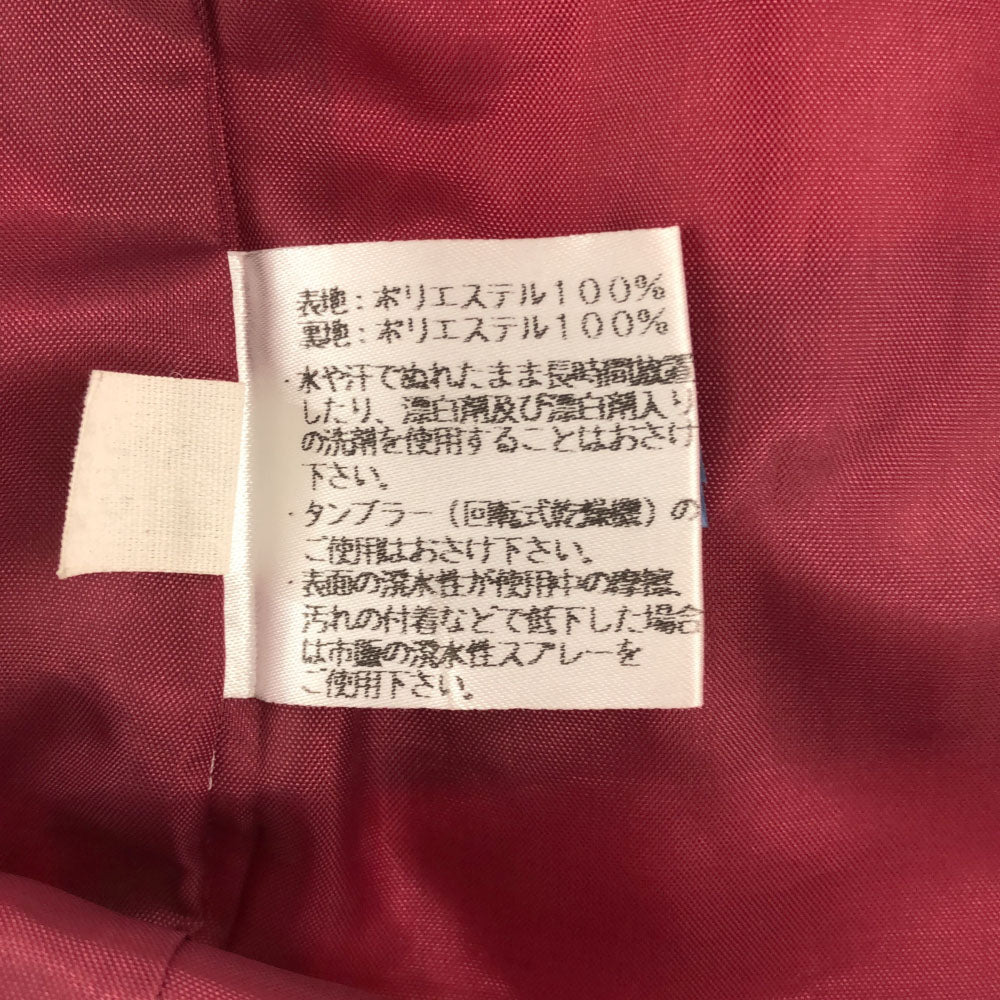 表地：ポリエステル100%
裏地：ポリエステル100%
・水や汗でぬれたまま長時間放置
したり、漂白剤及び漂白剤入り
の洗剤を使用することはおさけ
下さい。
・タンブラー（回転式乾燥機）の
ご使用はおさけ下さい。
・表面の撥水性が使用中の摩擦、
汚れの付着などで低下した場合
は市販の撥水性スプレーを
ご使用下さい。